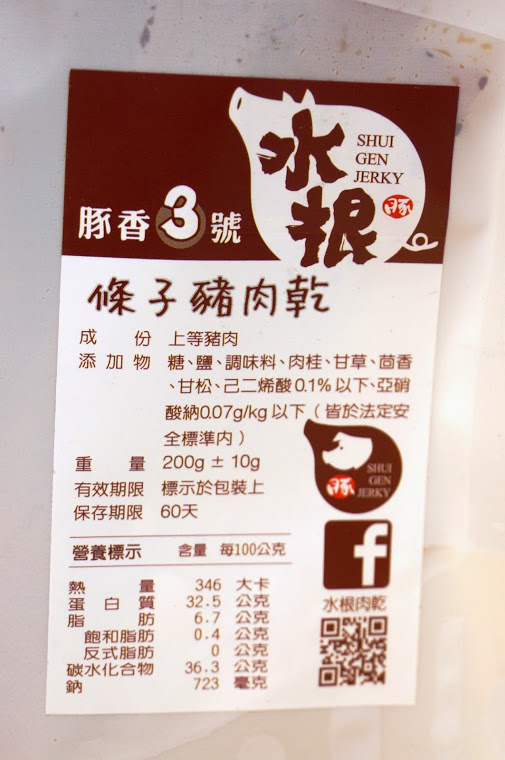 水根
SHUI
GEN
JERKY
豚
豚香3號
條子豬肉乾
成份 上等豬肉
添加物 糖、鹽、調味料、肉桂、甘草、茴香
、甘松、己二烯酸0.1%以下、亞硝
酸納0.07g/kg以下（皆於法定安
全標準內）
重量 200g ± 10g
有效期限 標示於包裝上
保存期限 60天
豚
SHUI
GEN
JERKY
f
水根肉乾
營養標示 含量 每100公克
熱量 346 大卡
蛋白質 32.5 公克
脂肪 6.7 公克
飽和脂肪 0.4 公克
反式脂肪 0 公克
碳水化合物 36.3 公克
鈉 723 毫克